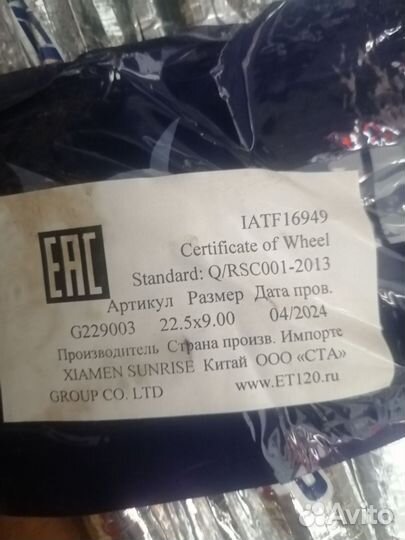 EAC
IATF16949
Certificate of Wheel
Standard: Q/RSC001-2013
Артикул Размер Дата пров.
G229003 22.5x9.00 04/2024
Производитель Страна произв. Импорте
XIAMEN SUNRISE Китай ООО «СТА»
GROUP CO. LTD www.ET120.ru
Avito